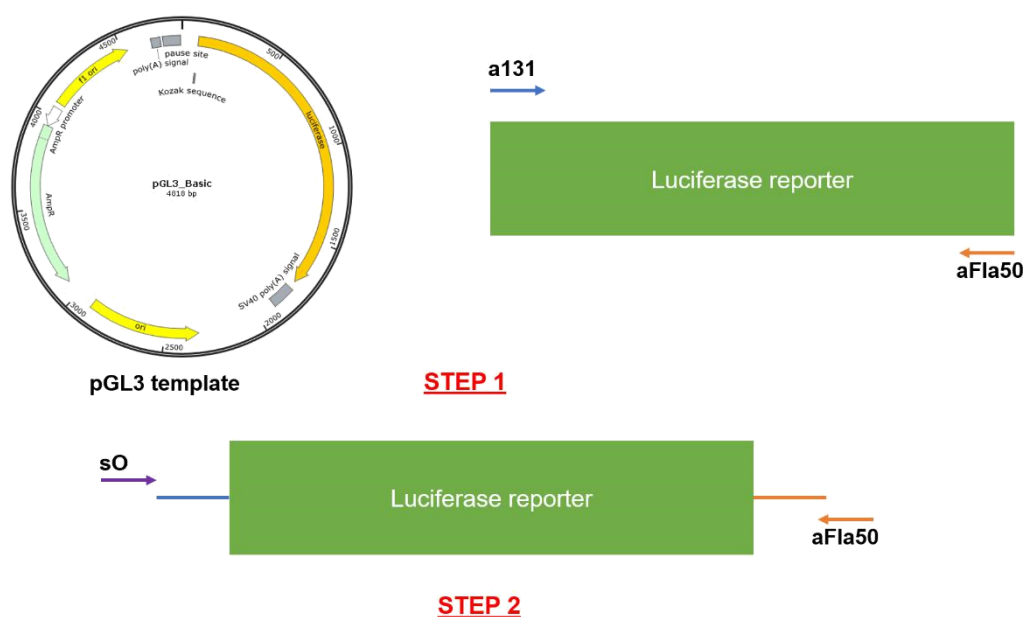 4500
500
pause site
poly(A) signal
Kozak sequence
f1 ori
4000
AmpR promoter
luciferase
1000
pGL3_Basic
4818 bp
AmpR
3500
1500
SV40 poly(A) signal
3000
ori
2000
2500
pGL3 template
a131
Luciferase reporter
aFla50
STEP 1
sO
Luciferase reporter
aFla50
STEP 2